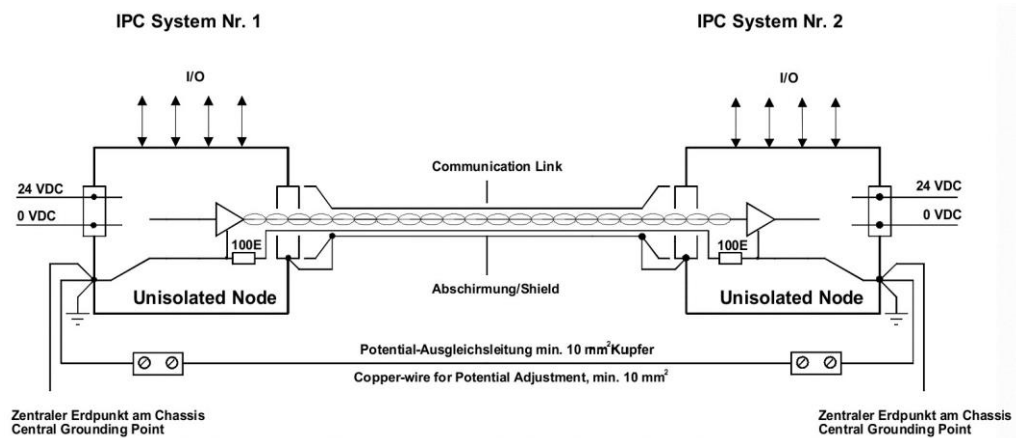 IPC System Nr. 1
IPC System Nr. 2
I/O
I/O
Communication Link
24 VDC
24 VDC
0 VDC
0 VDC
100E
100E
Unisolated Node
Abschirmung/Shield
Unisolated Node
Potential-Ausgleichsleitung min. 10 mm²Kupfer
Copper-wire for Potential Adjustment, min. 10 mm²
Zentraler Erdpunkt am Chassis
Central Grounding Point
Zentraler Erdpunkt am Chassis
Central Grounding Point